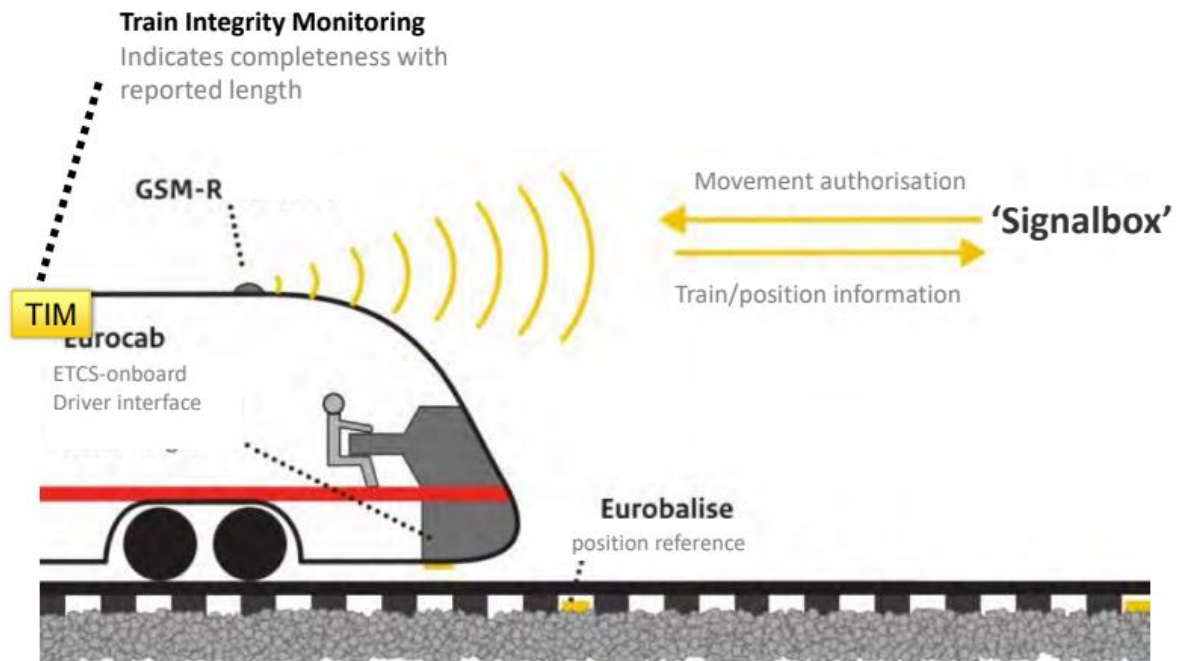 Train Integrity Monitoring
Indicates completeness with
reported length
GSM-R
Movement authorisation
'Signalbox'
Train/position information
TIM
Eurocab
ETCS-onboard
Driver interface
Eurobalise
position reference